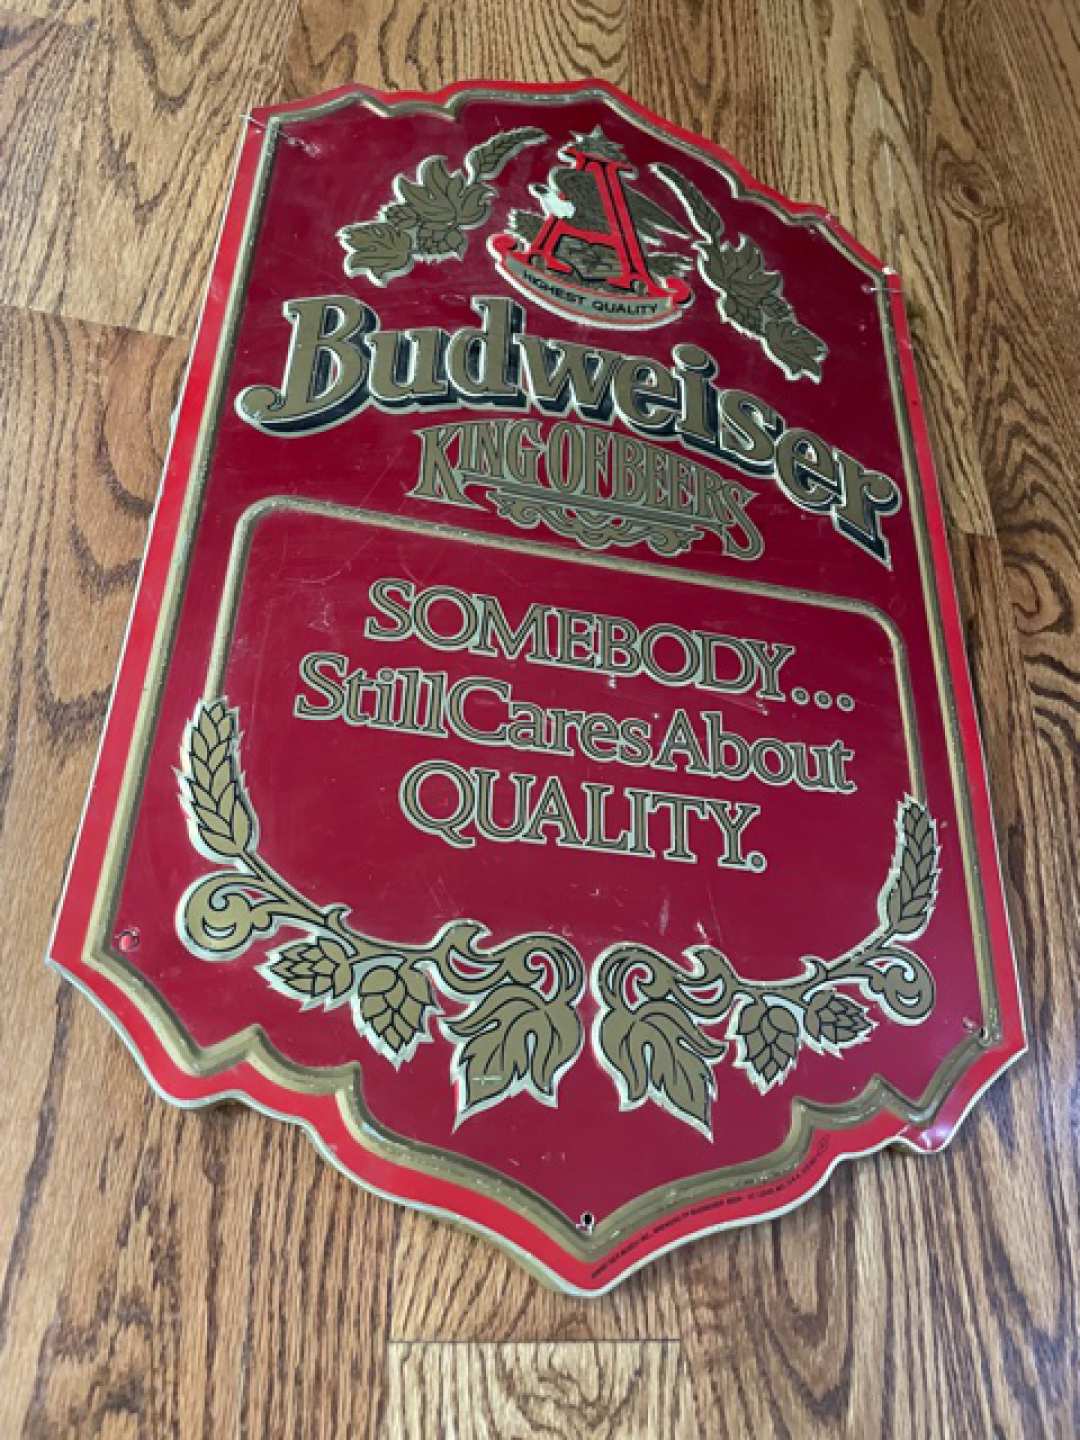 A
HIGHEST QUALITY
Budweiser
KING OF BEERS
SOMEBODY...
Still Cares About
QUALITY.